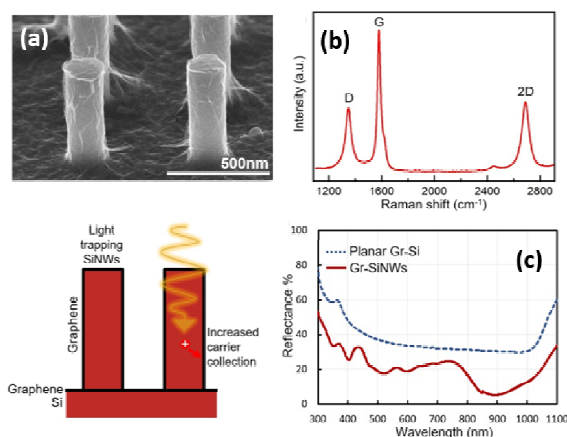 (a)
500nm
(b)
Intensity (a.u.)
G
D
2D
1200
1600
2000
2400
2800
Raman shift (cm⁻¹)
Light
trapping
SiNWs
Graphene
+
Increased
carrier
collection
Graphene
Si
(c)
Planar Gr-Si
Gr-SiNWs
Reflectance %
100
80
60
40
20
0
300 400 500 600 700 800 900 1000 1100
Wavelength (nm)